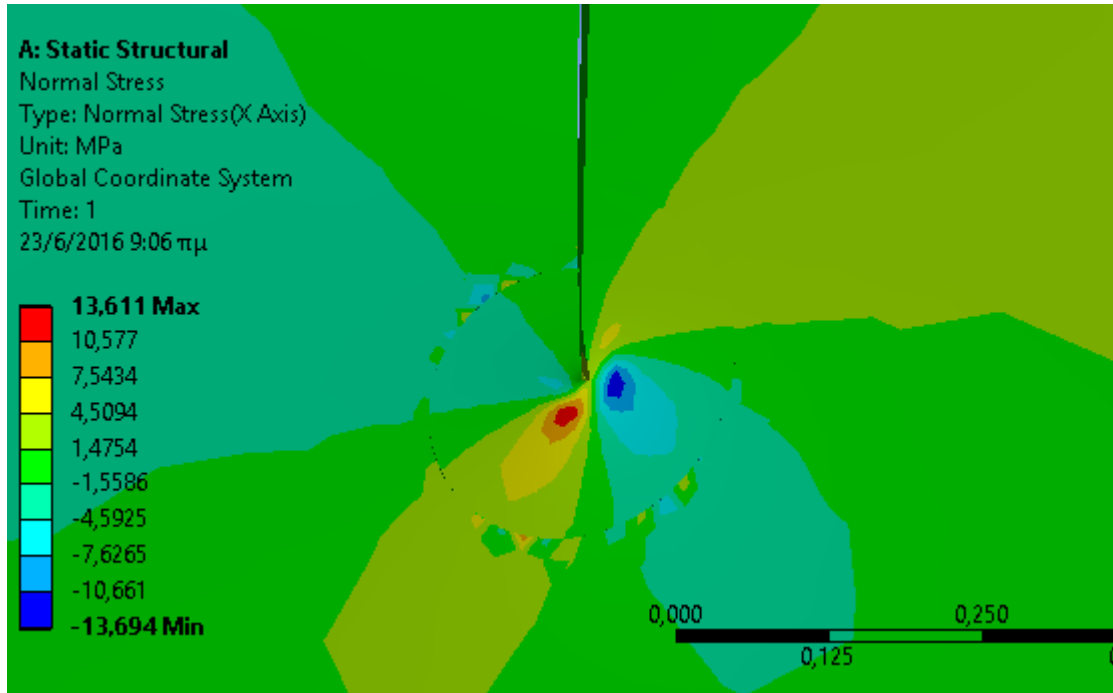 A: Static Structural
Normal Stress
Type: Normal Stress(X Axis)
Unit: MPa
Global Coordinate System
Time: 1
23/6/2016 9:06 πμ
13,611 Max
10,577
7,5434
4,5094
1,4754
-1,5586
-4,5925
-7,6265
-10,661
-13,694 Min
0,000
0,250
0,125